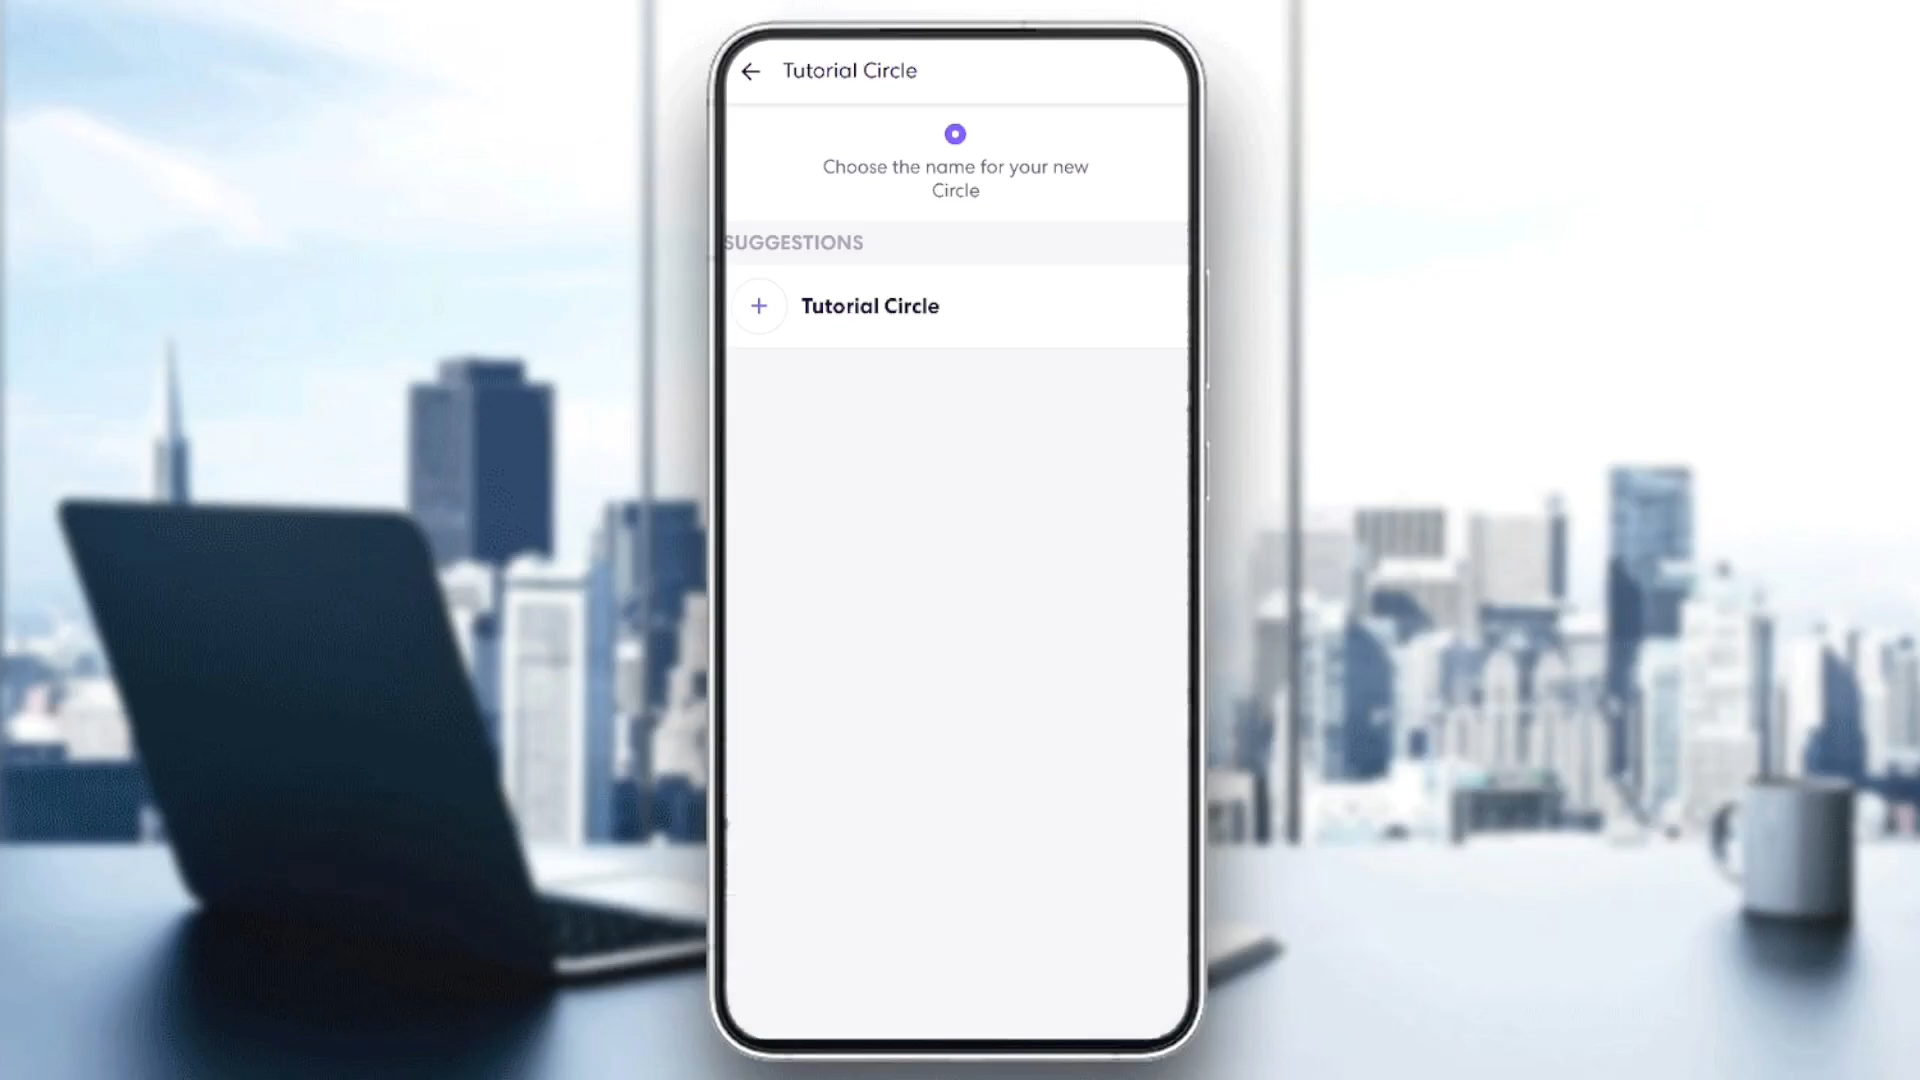 Tutorial Circle
Choose the name for your new
Circle
SUGGESTIONS
Tutorial Circle